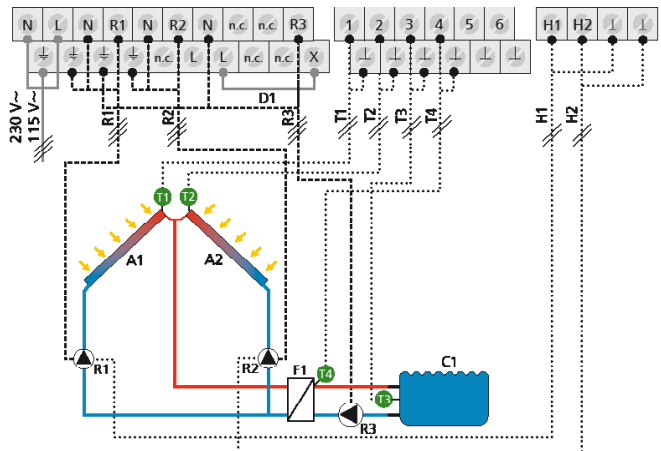 N L N R1 N R2 N n.c. n.c. R3
n.c. L L n.c. n.c. X
1 2 3 4 5 6
H1 H2
230 V~
115 V~
R1
R2
D1
R3
T1
T2
T3
T4
H1
H2
T1 T2
A1 A2
R1
R2
F1
T4
C1
T3
R3